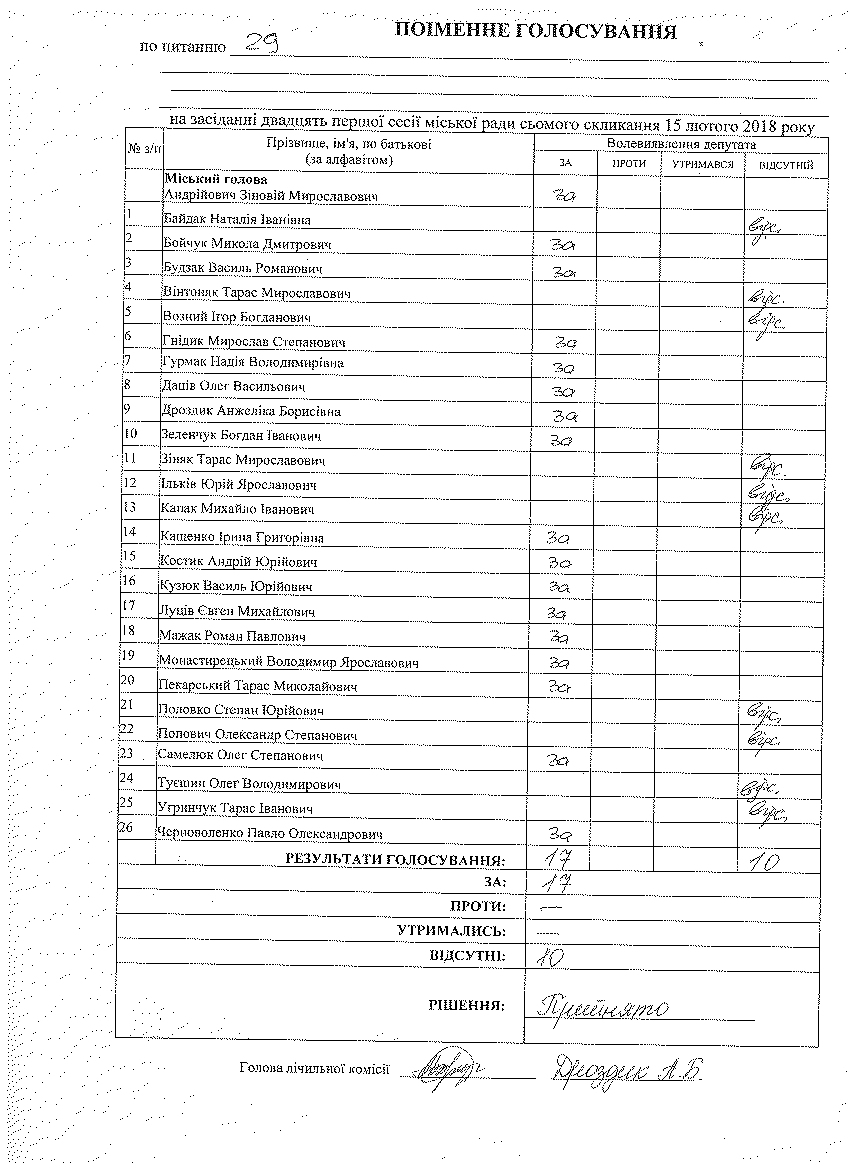 ПОІМЕННЕ ГОЛОСУВАННЯ
по питанню 29
на засіданні двадцять першої сесії міської ради сьомого скликання 15 лютого 2018 року
№ з/п Прізвище, ім'я, по батькові (за алфавітом) Волевиявлення депутата
ЗА ПРОТИ УТРИМАВСЯ ВІДСУТНІЙ
Міський голова
Андрійович Зіновій Мирославович за
1 Байдак Наталія Іванівна відс.
2 Бойчук Микола Дмитрович за
3 Будзак Василь Романович за
4 Вінтоняк Тарас Мирославович відс.
5 Возний Ігор Богданович відс.
6 Гнідик Мирослав Степанович за
7 Гурмак Надія Володимирівна за
8 Даців Олег Васильович за
9 Дроздик Анжеліка Борисівна за
10 Зеленчук Богдан Іванович за
11 Зіняк Тарас Мирославович відс.
12 Ільків Юрій Ярославович відс.
13 Капак Михайло Іванович відс.
14 Кащенко Ірина Григорівна за
15 Костик Андрій Юрійович за
16 Кузюк Василь Юрійович за
17 Луців Євген Михайлович за
18 Мажак Роман Павлович за
19 Монастирецький Володимир Ярославович за
20 Пекарський Тарас Миколайович за
21 Половко Степан Юрійович відс.
22 Попович Олександр Степанович відс.
23 Самелюк Олег Степанович за
24 Туєшин Олег Володимирович відс.
25 Угринчук Тарас Іванович відс.
26 Черноволенко Павло Олександрович за
РЕЗУЛЬТАТИ ГОЛОСУВАННЯ: 17 10
ЗА: 17
ПРОТИ: —
УТРИМАЛИСЬ: —
ВІДСУТНІ: 10
РІШЕННЯ: Прийнято
Голова лічильної комісії Дроздик А.Б.